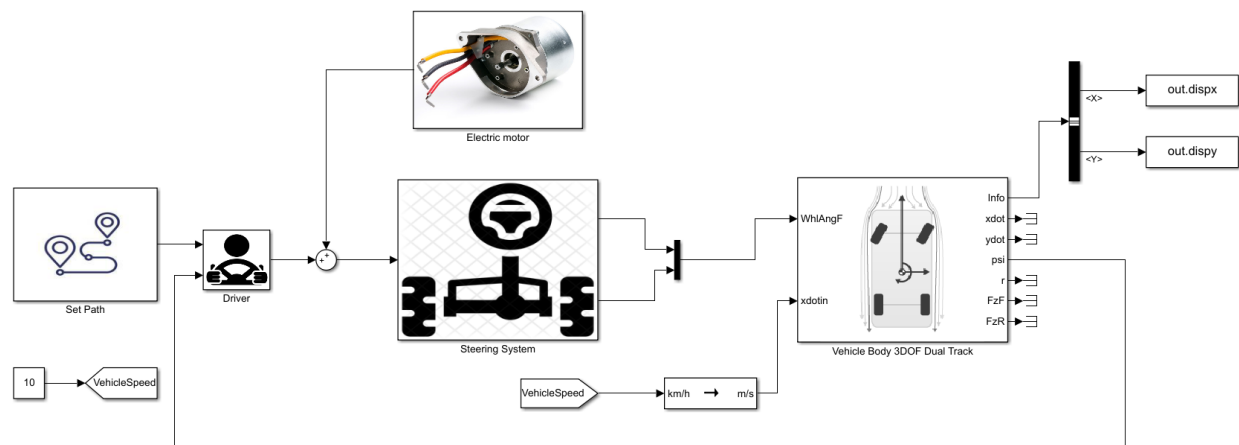 Electric motor
<X>
out.dispx
<Y>
out.dispy
Set Path
Driver
+
+
Steering System
WhlAngF
xdotin
Info
xdot
ydot
psi
r
FzF
FzR
Vehicle Body 3DOF Dual Track
10
VehicleSpeed
VehicleSpeed
km/h
m/s